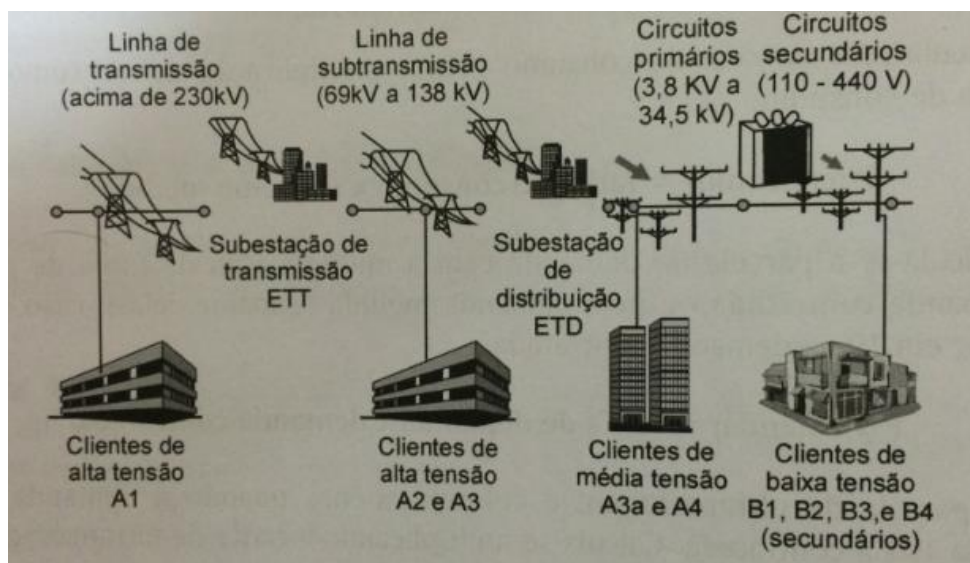 Linha de
transmissão
(acima de 230kV)
Linha de
subtransmissão
(69kV a 138 kV)
Circuitos
primários
(3,8 KV a
34,5 kV)
Circuitos
secundários
(110 - 440 V)
Subestação de
transmissão
ETT
Subestação
de
distribuição
ETD
Clientes de
alta tensão
A1
Clientes de
alta tensão
A2 e A3
Clientes de
média tensão
A3a e A4
Clientes de
baixa tensão
B1, B2, B3,e B4
(secundários)